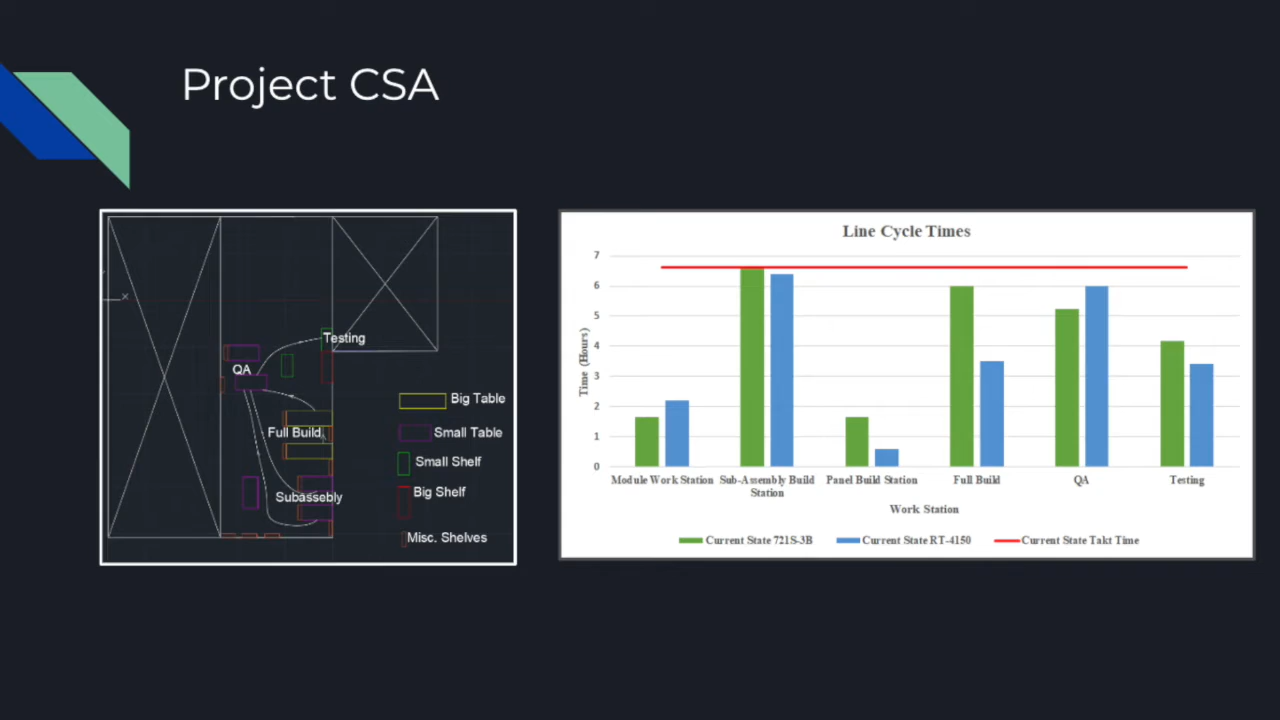 Project CSA
Testing
QA
Full Build
Subassebly
Big Table
Small Table
Small Shelf
Big Shelf
Misc. Shelves
Line Cycle Times
Time (Hours)
7
6
5
4
3
2
1
0
Module Work Station
Sub-Assembly Build
Station
Panel Build Station
Full Build
QA
Testing
Work Station
Current State 721S-3B
Current State RT-4150
Current State Takt Time